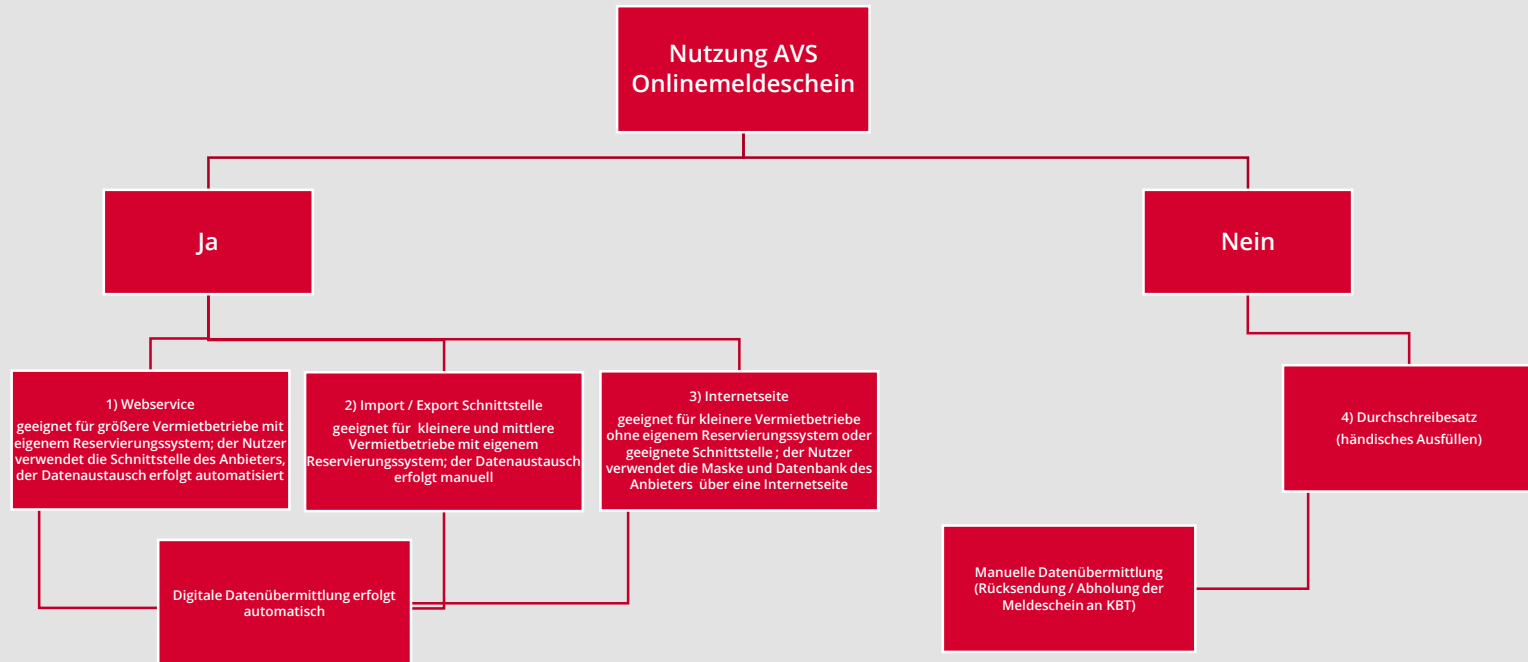 Nutzung AVS
Onlinemeldeschein
Ja
Nein
1) Webservice
geeignet für größere Vermietbetriebe mit
eigenem Reservierungssystem; der Nutzer
verwendet die Schnittstelle des Anbieters,
der Datenaustausch erfolgt automatisiert
2) Import / Export Schnittstelle
geeignet für kleinere und mittlere
Vermietbetriebe mit eigenem
Reservierungssystem; der Datenaustausch
erfolgt manuell
3) Internetseite
geeignet für kleinere Vermietbetriebe
ohne eigenem Reservierungssystem oder
geeignete Schnittstelle ; der Nutzer
verwendet die Maske und Datenbank des
Anbieters über eine Internetseite
4) Durchschreibesatz
(händisches Ausfüllen)
Digitale Datenübermittlung erfolgt
automatisch
Manuelle Datenübermittlung
(Rücksendung / Abholung der
Meldeschein an KBT)